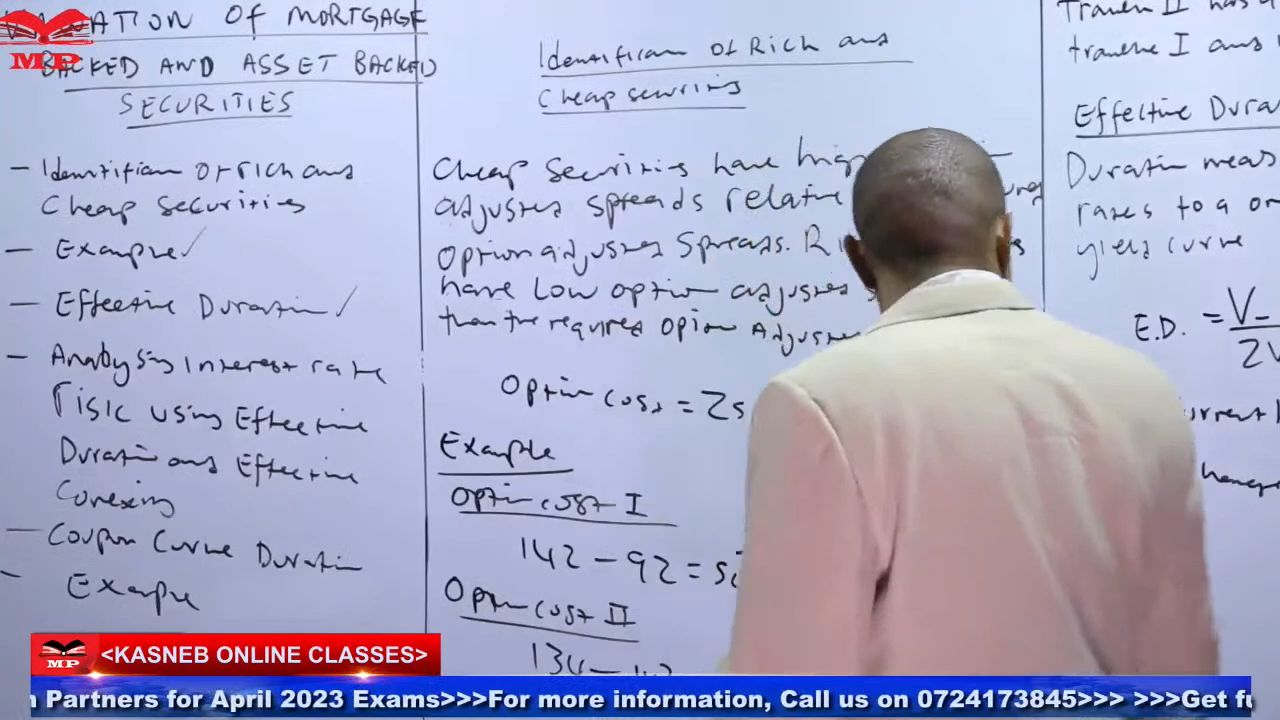 VALUATION OF MORTGAGE
BACKED AND ASSET BACKED
SECURITIES
- Identification of rich and
Cheap securities
- Example✓
- Effective Duration ✓
- Analysing Interest rate
risk using Effective
Duration and Effective
Convexity
- Coupon Curve Duration
- Example
Identification of Rich and
Cheap securities
Cheap securities have
adjusted spreads relative
option adjusted spreads.
have low option adjusted
than the required option Adjusted
Option cost = Zs
Example
Option cost I
142 - 92 =
Option cost II
134 -
Tranche II has
tranche I and
Effective
Duration
rates to a
yield curve
E.D. = V-
2V
MP
MP
<KASNEB ONLINE CLASSES>
Partners for April 2023 Exams>>>For more information, Call us on 0724173845>>> >>>Get